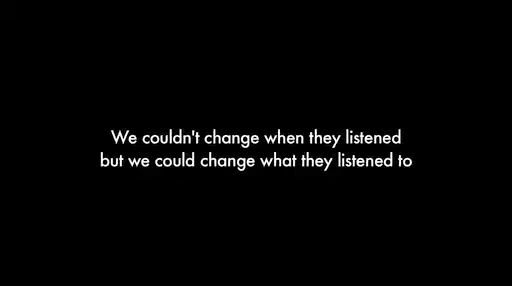 We couldn't change when they listened
but we could change what they listened to